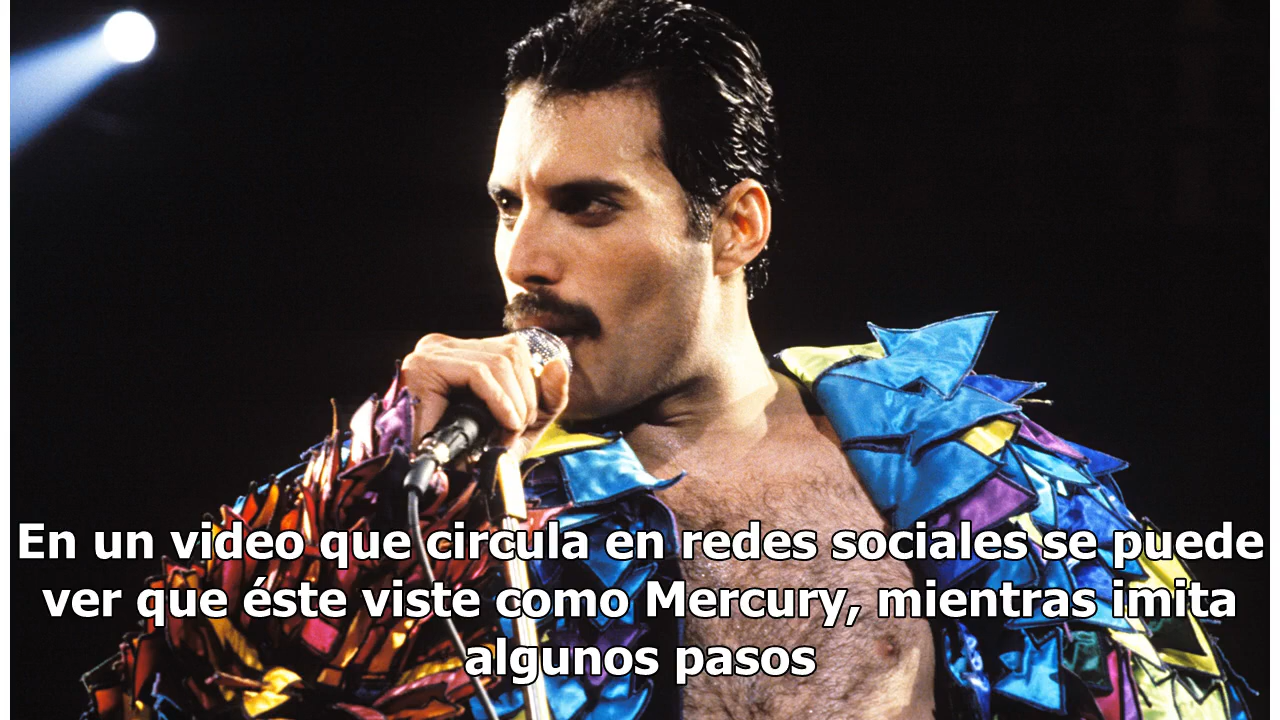 En un video que circula en redes sociales se puede
ver que éste viste como Mercury, mientras imita
algunos pasos